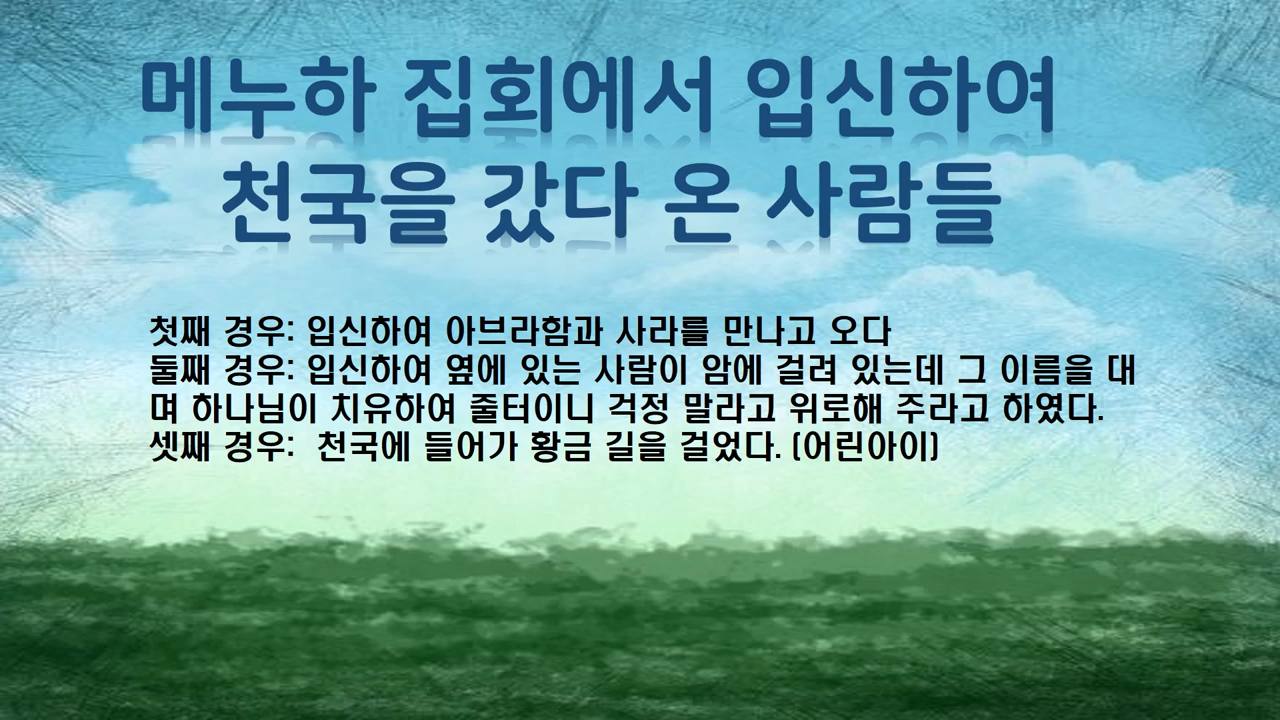 메누하 집회에서 입신하여
천국을 갔다 온 사람들
첫째 경우: 입신하여 아브라함과 사라를 만나고 오다
둘째 경우: 입신하여 옆에 있는 사람이 암에 걸려 있는데 그 이름을 대
며 하나님이 치유하여 줄터이니 걱정 말라고 위로해 주라고 하였다.
셋째 경우: 천국에 들어가 황금 길을 걸었다. (어린아이)